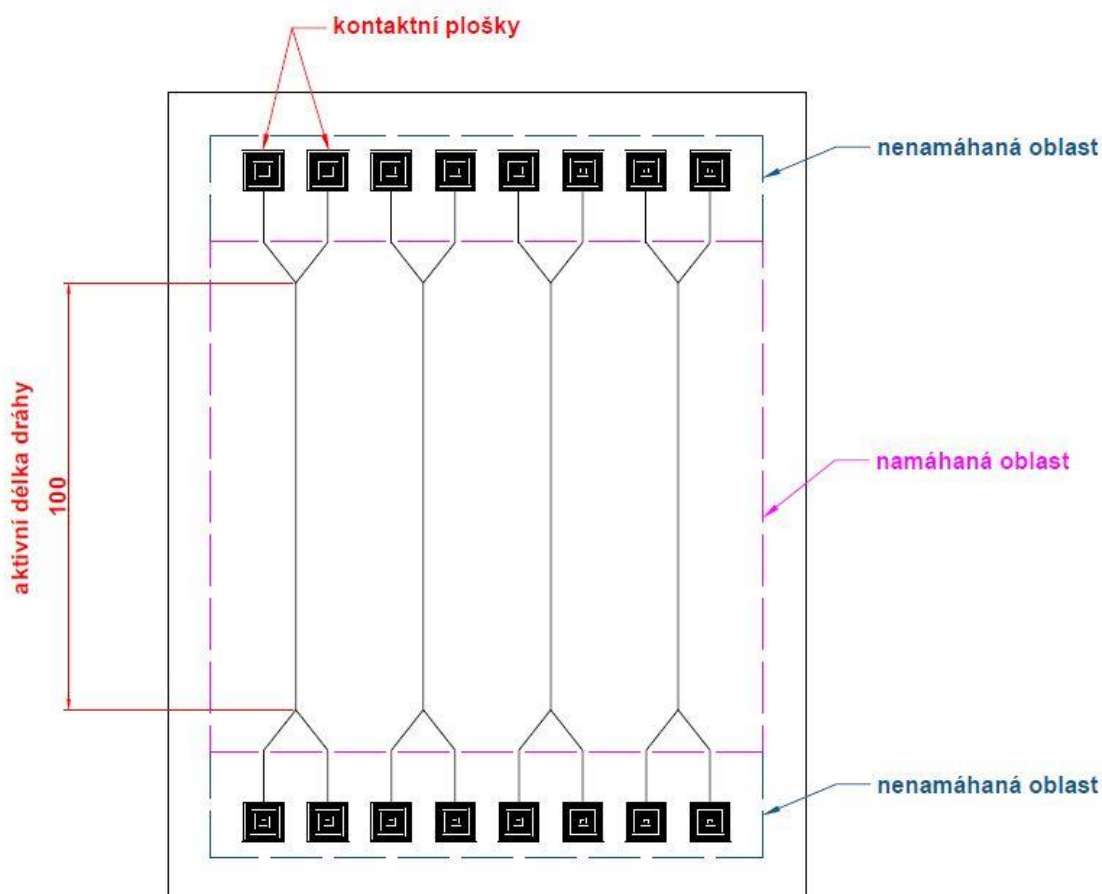 kontaktní plošky
nenamáhaná oblast
aktivní délka dráhy
100
namáhaná oblast
nenamáhaná oblast